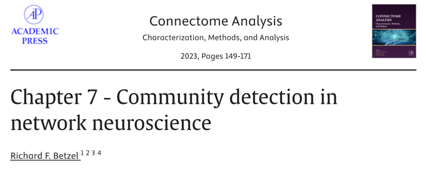 ACADEMIC
PRESS
Connectome Analysis
Characterization, Methods, and Analysis
2023, Pages 149-171
CONNECTOME
ANALYSIS
Chapter 7 - Community detection in
network neuroscience
Richard F. Betzel 1 2 3 4